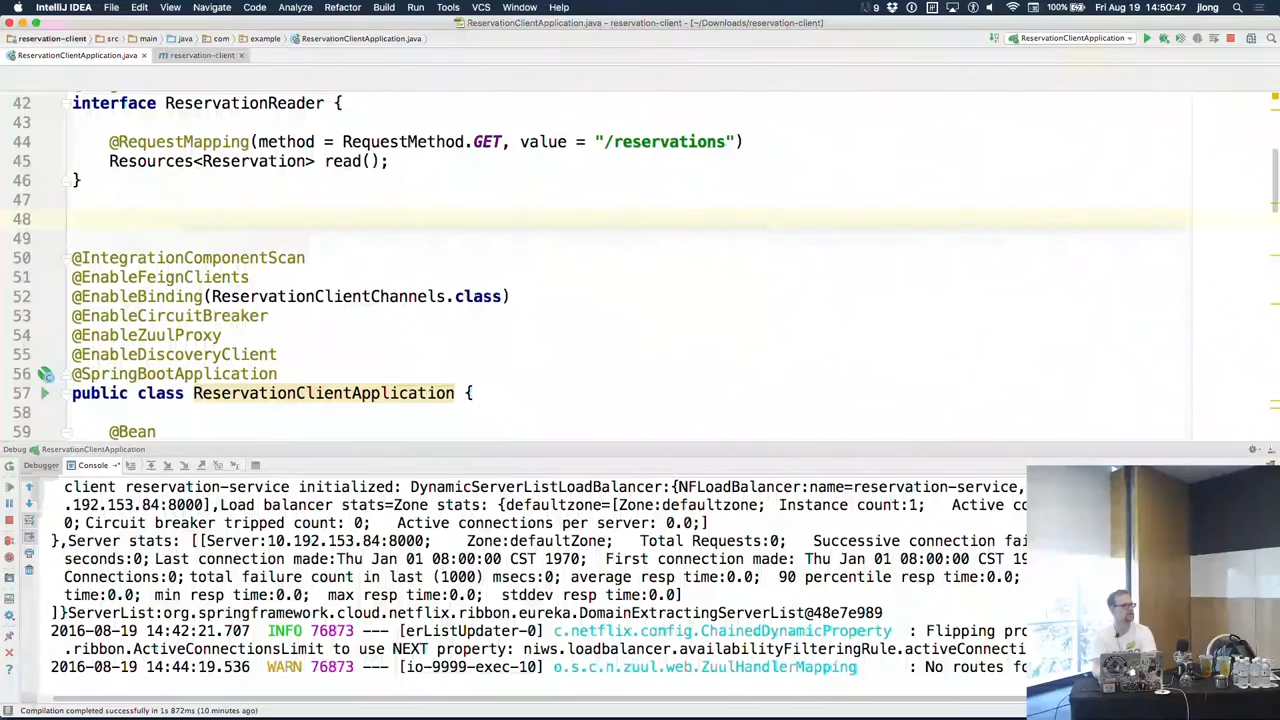 IntelliJ IDEA File Edit View Navigate Code Analyze Refactor Build Run Tools VCS Window Help 9 100% Fri Aug 19 14:50:47 jlong
ReservationClientApplication.java - reservation-client - [~/Downloads/reservation-client]
reservation-client src main java com example ReservationClientApplication.java ReservationClientApplication
ReservationClientApplication.java reservation-client
42 interface ReservationReader {
43
44 @RequestMapping(method = RequestMethod.GET, value = "/reservations")
45 Resources<Reservation> read();
46 }
47
48
49
50 @IntegrationComponentScan
51 @EnableFeignClients
52 @EnableBinding(ReservationClientChannels.class)
53 @EnableCircuitBreaker
54 @EnableZuulProxy
55 @EnableDiscoveryClient
56 @SpringBootApplication
57 public class ReservationClientApplication {
58
59 @Bean
Debug ReservationClientApplication
Debugger Console
client reservation-service initialized: DynamicServerListLoadBalancer:{NFLoadBalancer:name=reservation-service,
.192.153.84:8000],Load balancer stats=Zone stats: {defaultzone=[Zone:defaultzone; Instance count:1; Active co
0; Circuit breaker tripped count: 0; Active connections per server: 0.0;]
},Server stats: [[Server:10.192.153.84:8000; Zone:defaultZone; Total Requests:0; Successive connection fai
seconds:0; Last connection made:Thu Jan 01 08:00:00 CST 1970; First connection made: Thu Jan 01 08:00:00 CST 19
Connections:0; total failure count in last (1000) msecs:0; average resp time:0.0; 90 percentile resp time:0.0;
time:0.0; min resp time:0.0; max resp time:0.0; stddev resp time:0.0]
]}ServerList:org.springframework.cloud.netflix.ribbon.eureka.DomainExtractingServerList@48e7e989
2016-08-19 14:42:21.707 INFO 76873 --- [erListUpdater-0] c.netflix.config.ChainedDynamicProperty : Flipping pro
.ribbon.ActiveConnectionsLimit to use NEXT property: niws.loadbalancer.availabilityFilteringRule.activeConnectio
2016-08-19 14:44:19.536 WARN 76873 --- [io-9999-exec-10] o.s.c.n.zuul.web.ZuulHandlerMapping : No routes fo
Compilation completed successfully in 1s 872ms (10 minutes ago)